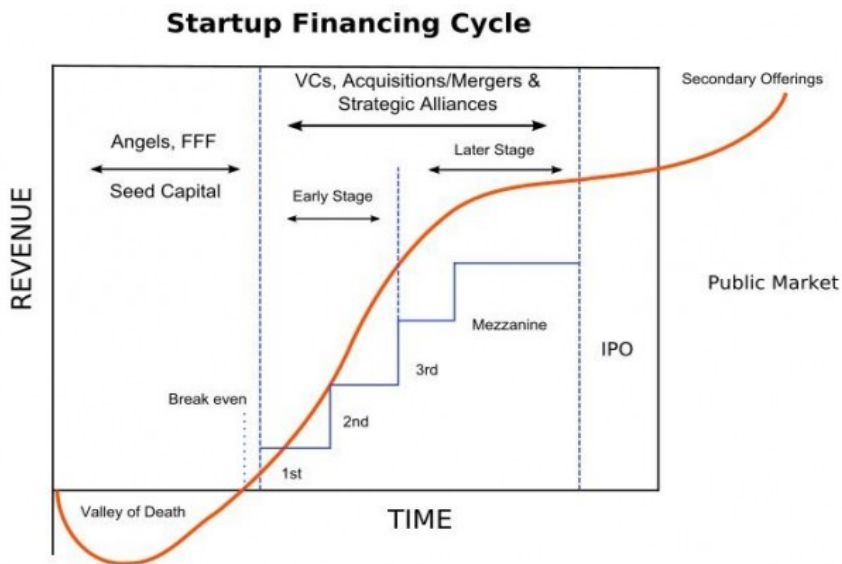 Startup Financing Cycle
VCs, Acquisitions/Mergers &
Strategic Alliances
Secondary Offerings
Angels, FFF
Seed Capital
Later Stage
Early Stage
REVENUE
Public Market
Mezzanine
IPO
3rd
Break even
2nd
1st
Valley of Death
TIME